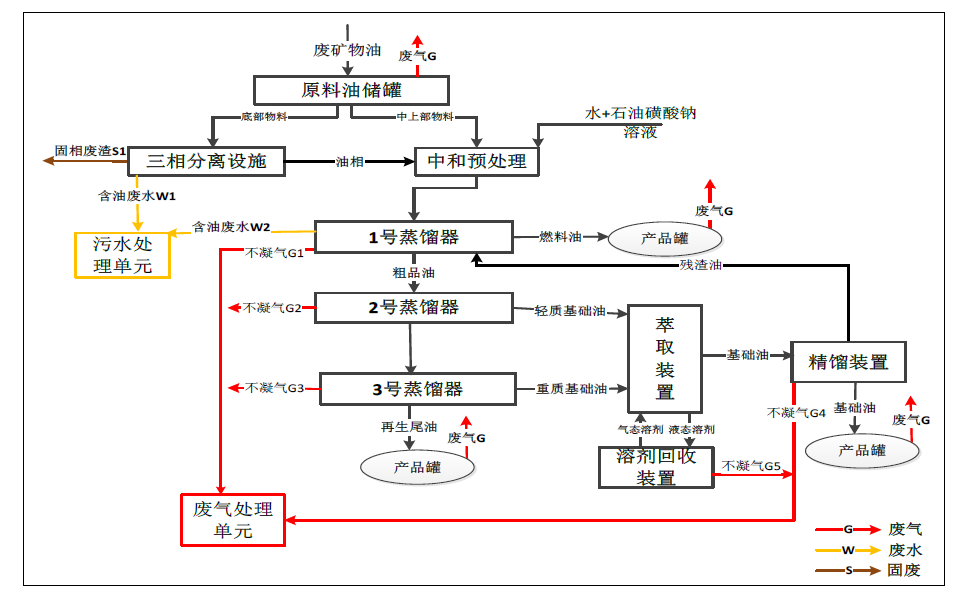 废矿物油
废气G
原料油储罐
底部物料
中上部物料
水+石油磺酸钠
溶液
固相废渣S1
三相分离设施
油相
中和预处理
含油废水W1
废气G
含油废水W2
1号蒸馏器
燃料油
产品罐
污水处
理单元
不凝气G1
粗品油
残渣油
不凝气G2
2号蒸馏器
轻质基础油
萃
取
装
置
基础油
精馏装置
不凝气G3
3号蒸馏器
重质基础油
不凝气G4
基础油
废气G
再生尾油
废气G
气态溶剂
液态溶剂
产品罐
产品罐
溶剂回收
装置
不凝气G5
废气处理
单元
G
废气
W
废水
S
固废